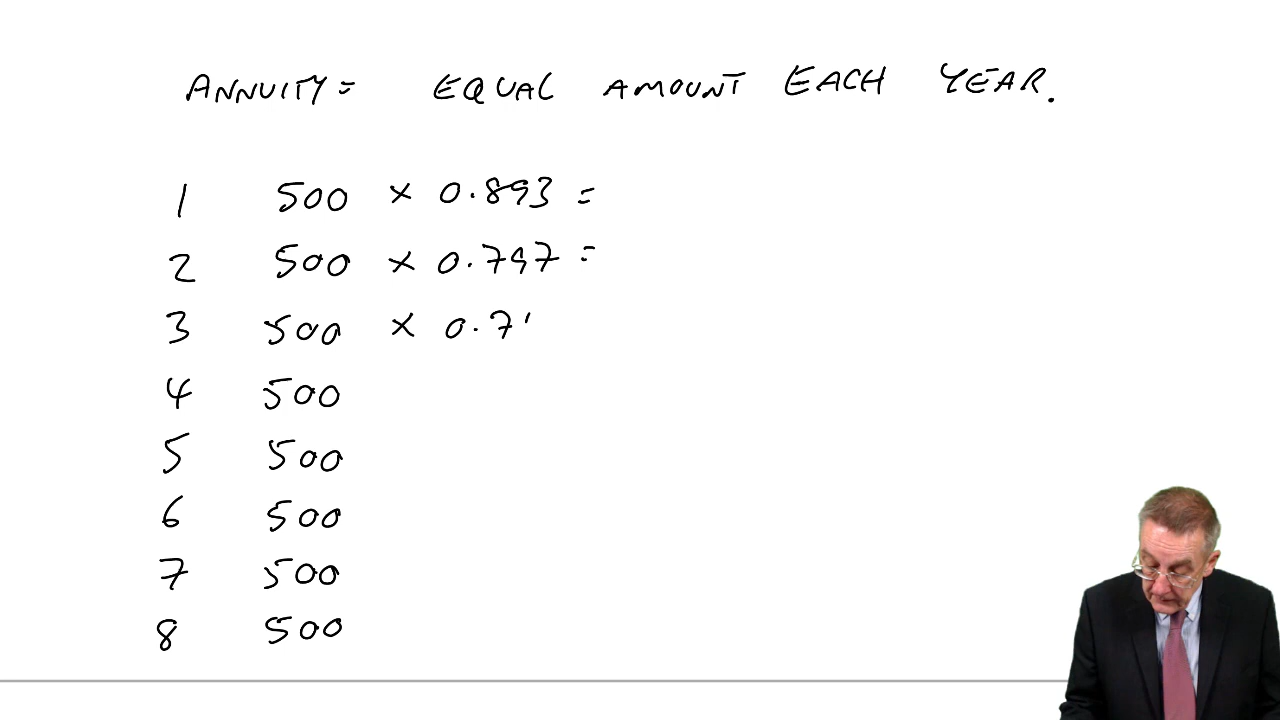 ANNUITY = EQUAL AMOUNT EACH YEAR.
1 500 × 0.893 =
2 500 × 0.797 =
3 500 × 0.7'
4 500
5 500
6 500
7 500
8 500